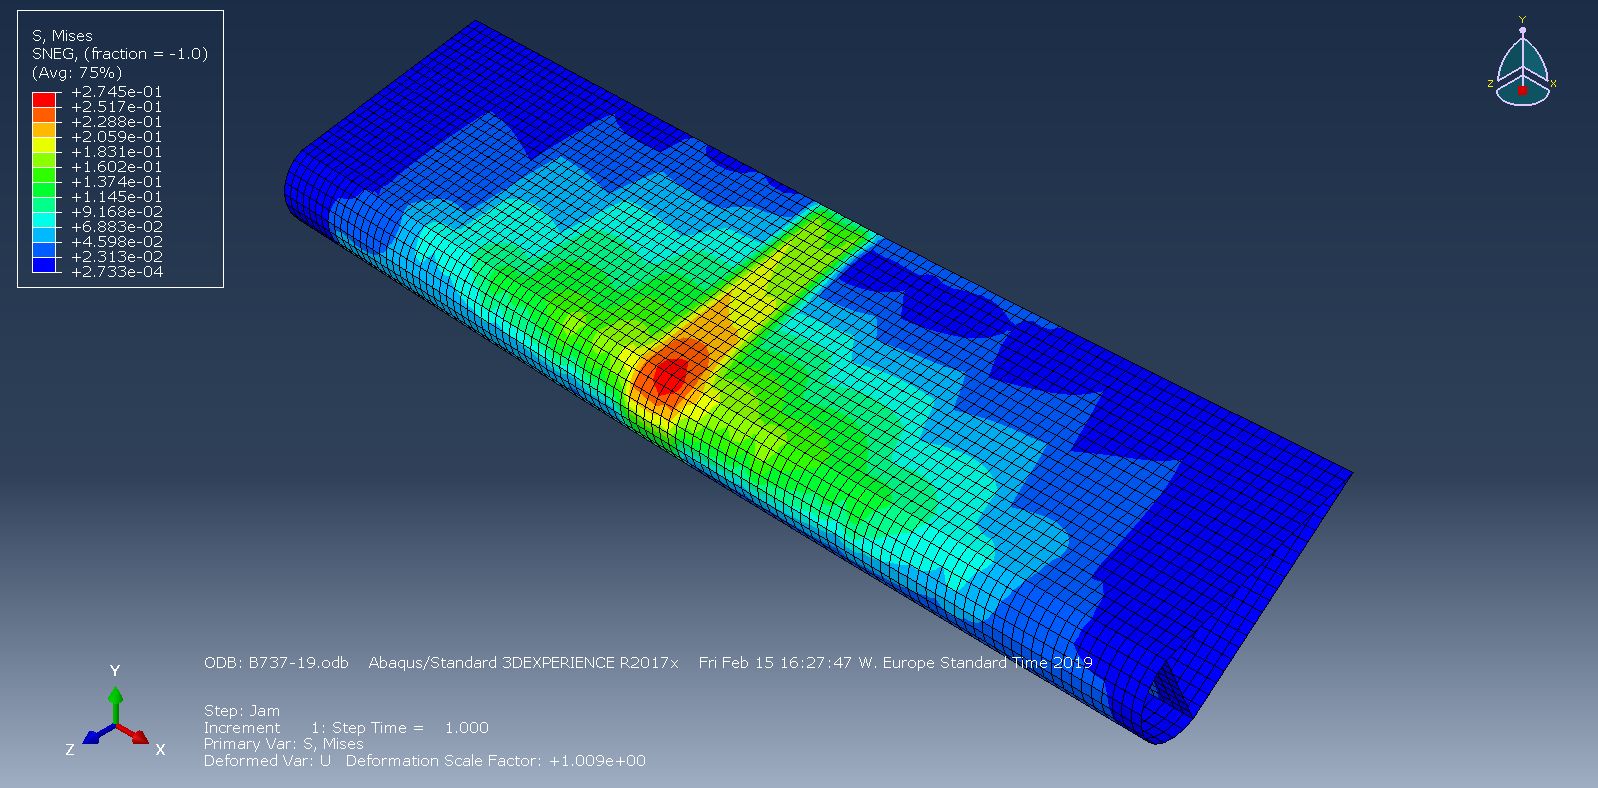 S, Mises
SNEG, (fraction = -1.0)
(Avg: 75%)
+2.745e-01
+2.517e-01
+2.288e-01
+2.059e-01
+1.831e-01
+1.602e-01
+1.374e-01
+1.145e-01
+9.168e-02
+6.883e-02
+4.598e-02
+2.313e-02
+2.733e-04
Y
Z
X
ODB: B737-19.odb Abaqus/Standard 3DEXPERIENCE R2017x Fri Feb 15 16:27:47 W. Europe Standard Time 2019
Y
Z
X
Step: Jam
Increment 1: Step Time = 1.000
Primary Var: S, Mises
Deformed Var: U Deformation Scale Factor: +1.009e+00